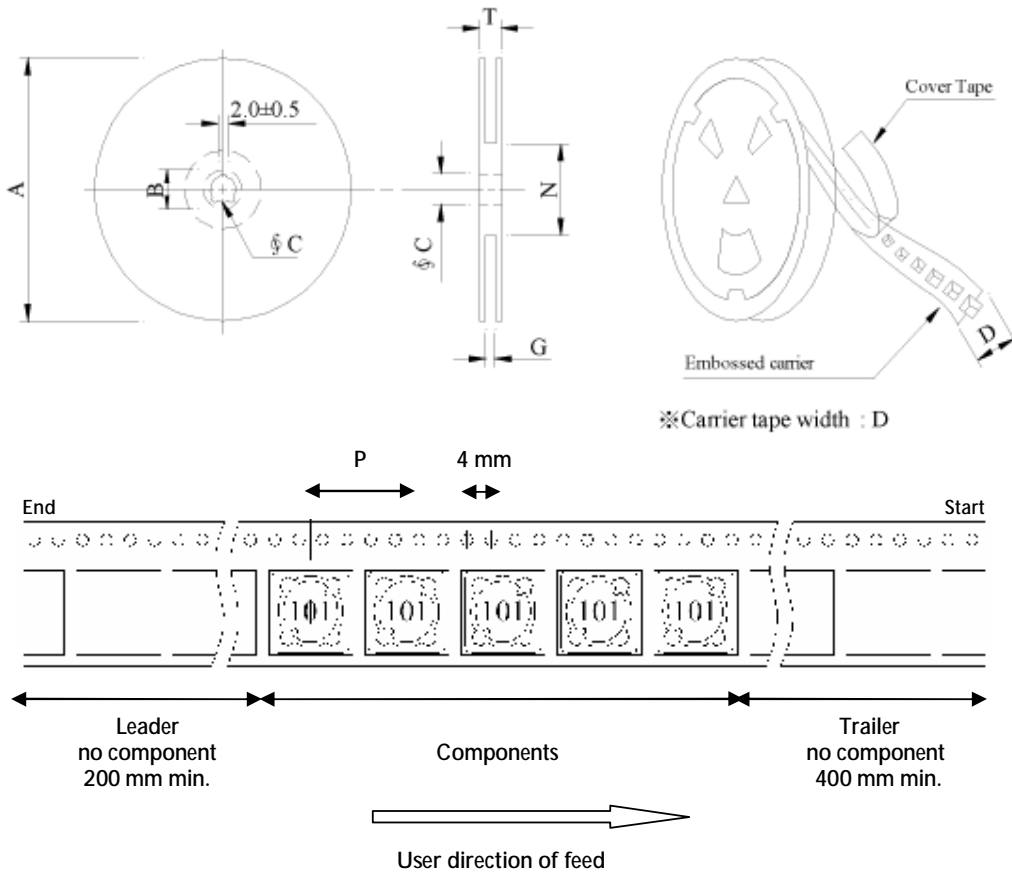 T
Cover Tape
2.0±0.5
A
B
N
§ C
§ C
G
D
Embossed carrier
※Carrier tape width : D
P
4 mm
End
Start
101
101
101
101
101
Leader
no component
200 mm min.
Components
Trailer
no component
400 mm min.
User direction of feed